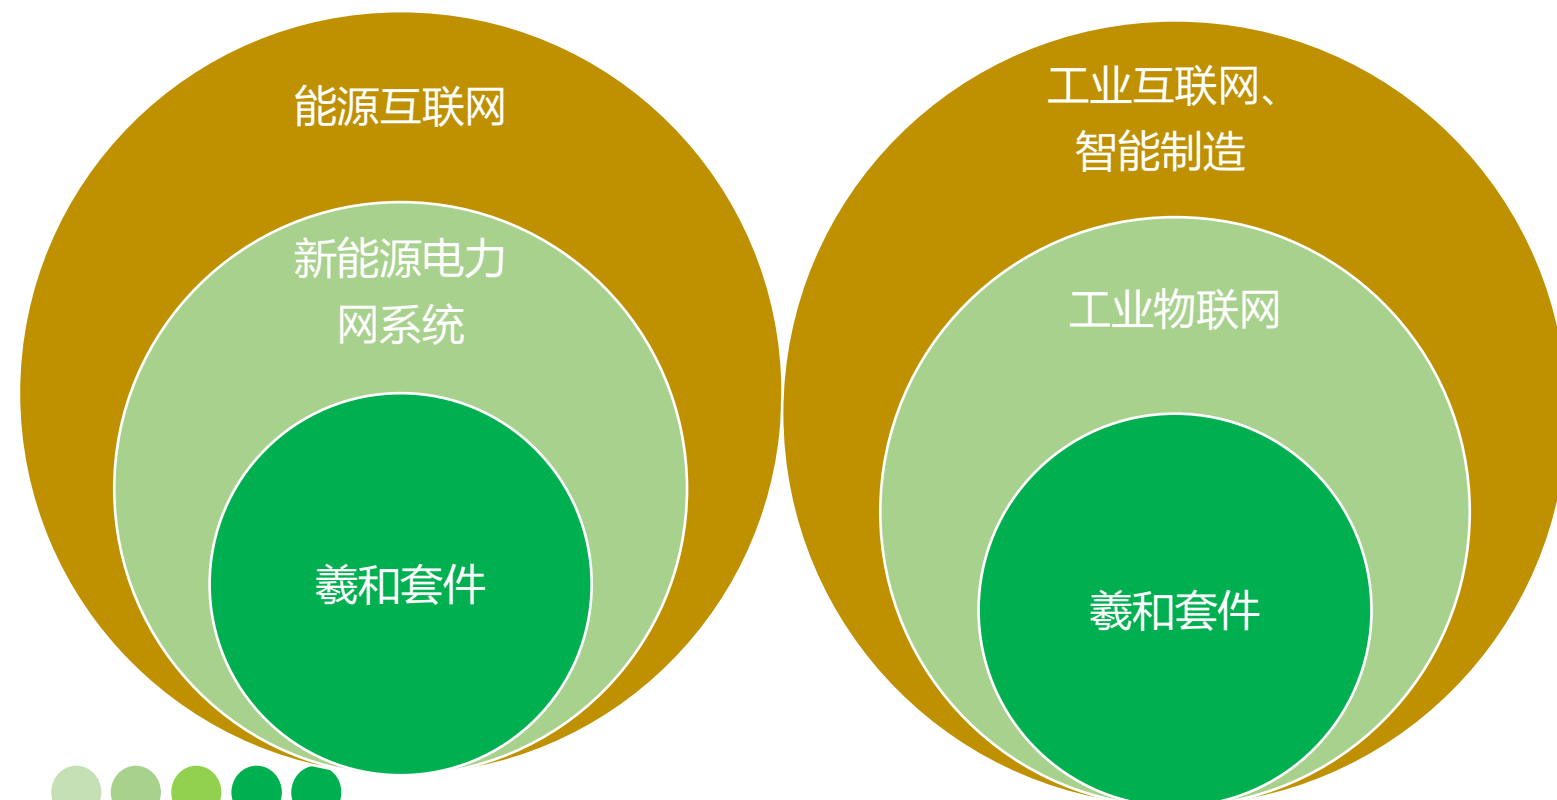 能源互联网
新能源电力
网系统
羲和套件
工业互联网、
智能制造
工业物联网
羲和套件